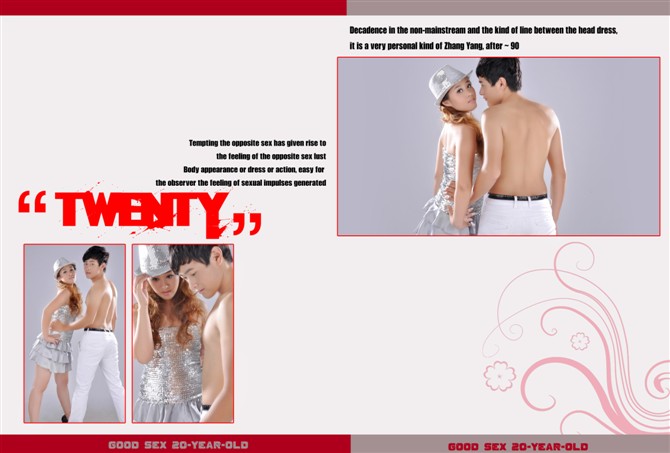 Decadence in the non-mainstream and the kind of line between the head dress,
it is a very personal kind of Zhang Yang, after ~ 90
Tempting the opposite sex has given rise to
the feeling of the opposite sex lust
Body appearance or dress or action, easy for
the observer the feeling of sexual impulses generated
“ TWENTY „
GOOD SEX 20-YEAR-OLD
GOOD SEX 20-YEAR-OLD